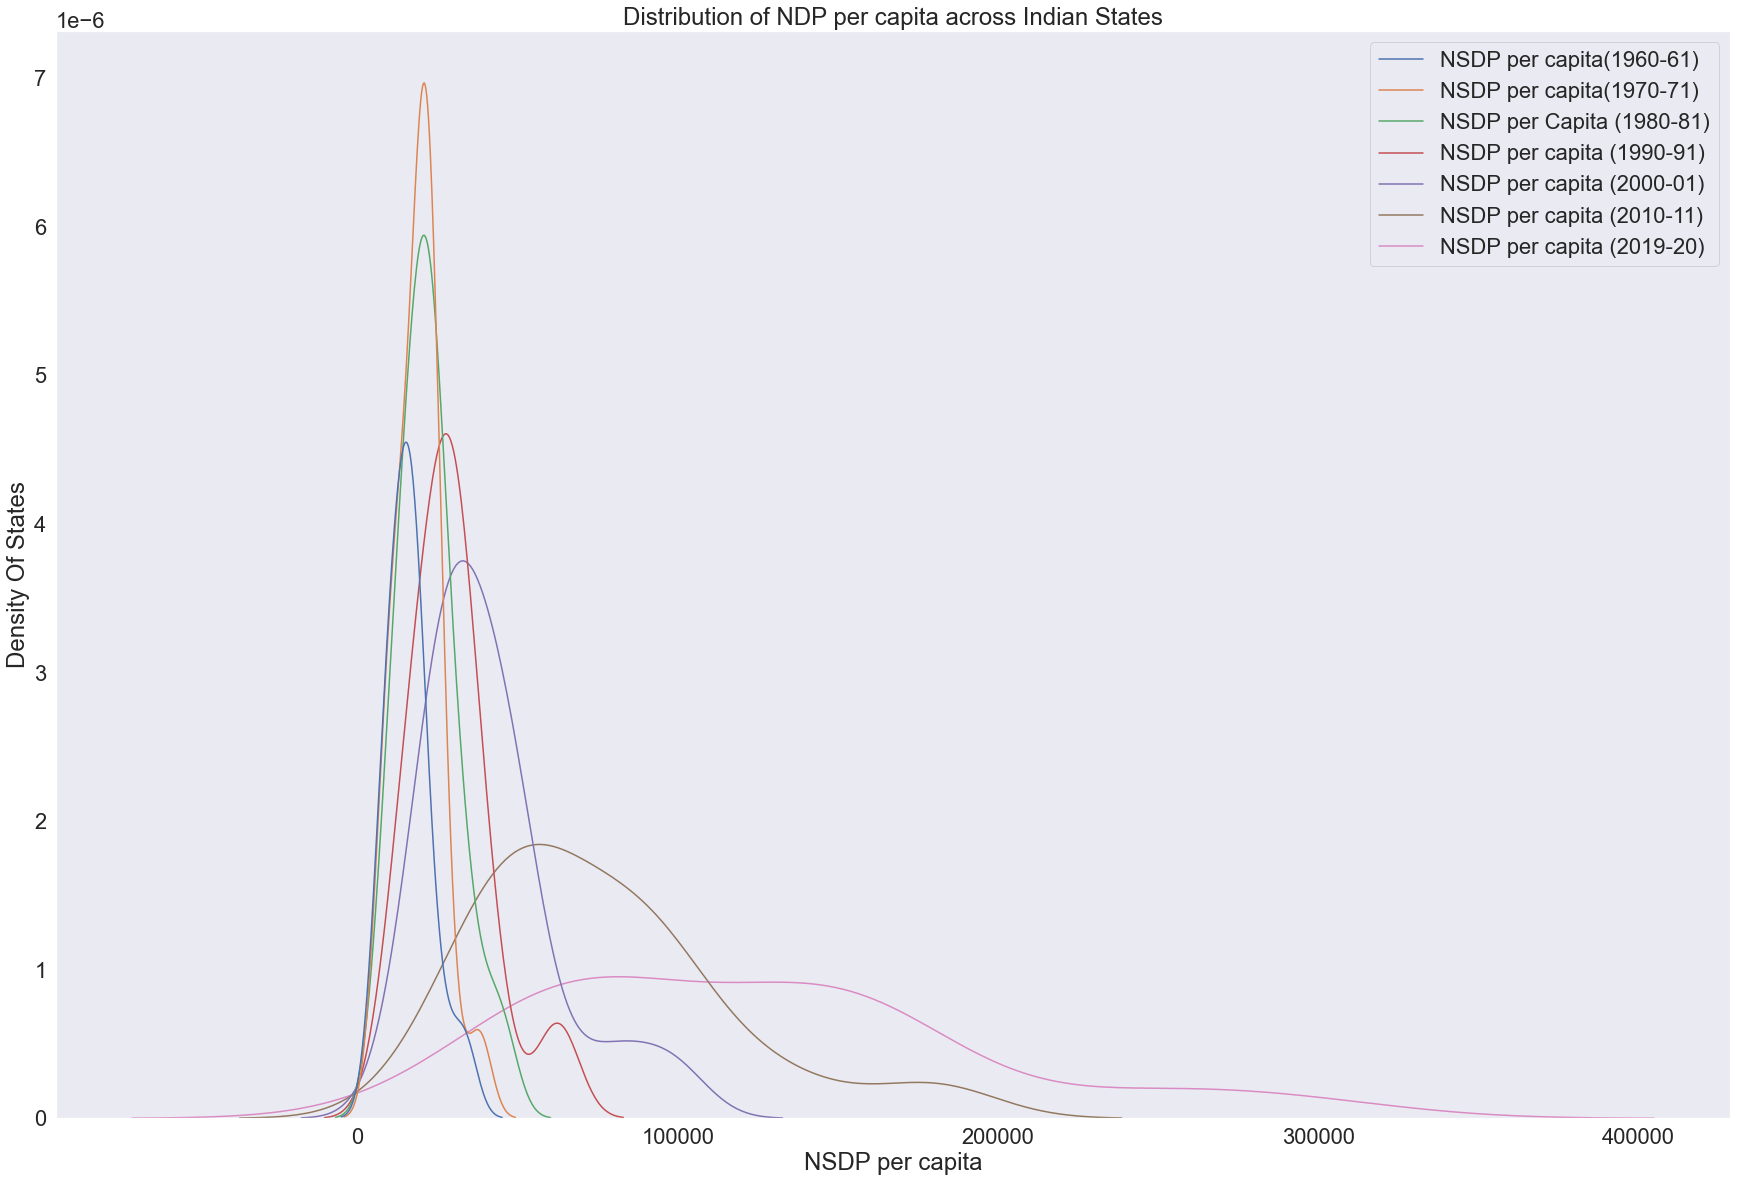 Distribution of NDP per capita across Indian States
1e−6
NSDP per capita(1960-61)
NSDP per capita(1970-71)
NSDP per Capita (1980-81)
NSDP per capita (1990-91)
NSDP per capita (2000-01)
NSDP per capita (2010-11)
NSDP per capita (2019-20)
Density Of States
7
6
5
4
3
2
1
0
0 100000 200000 300000 400000
NSDP per capita